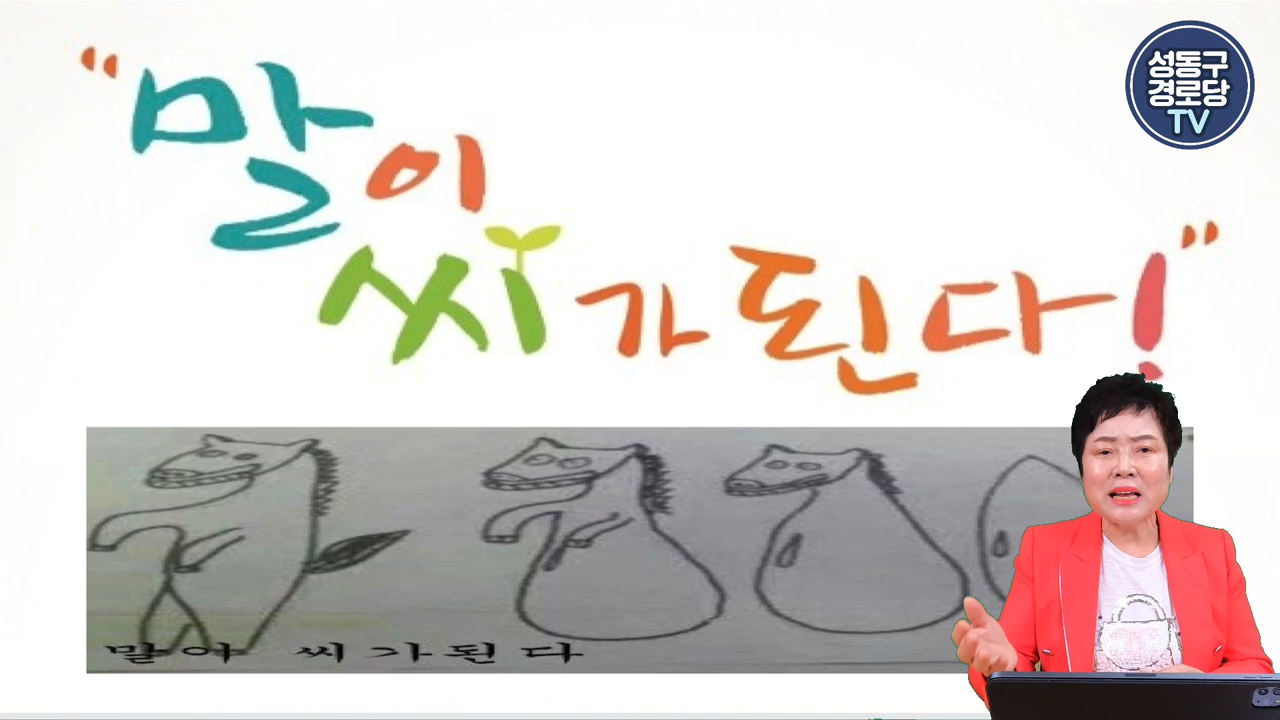 성동구
경로당
TV
"말이
씨가 된다!"
말이 씨가된다